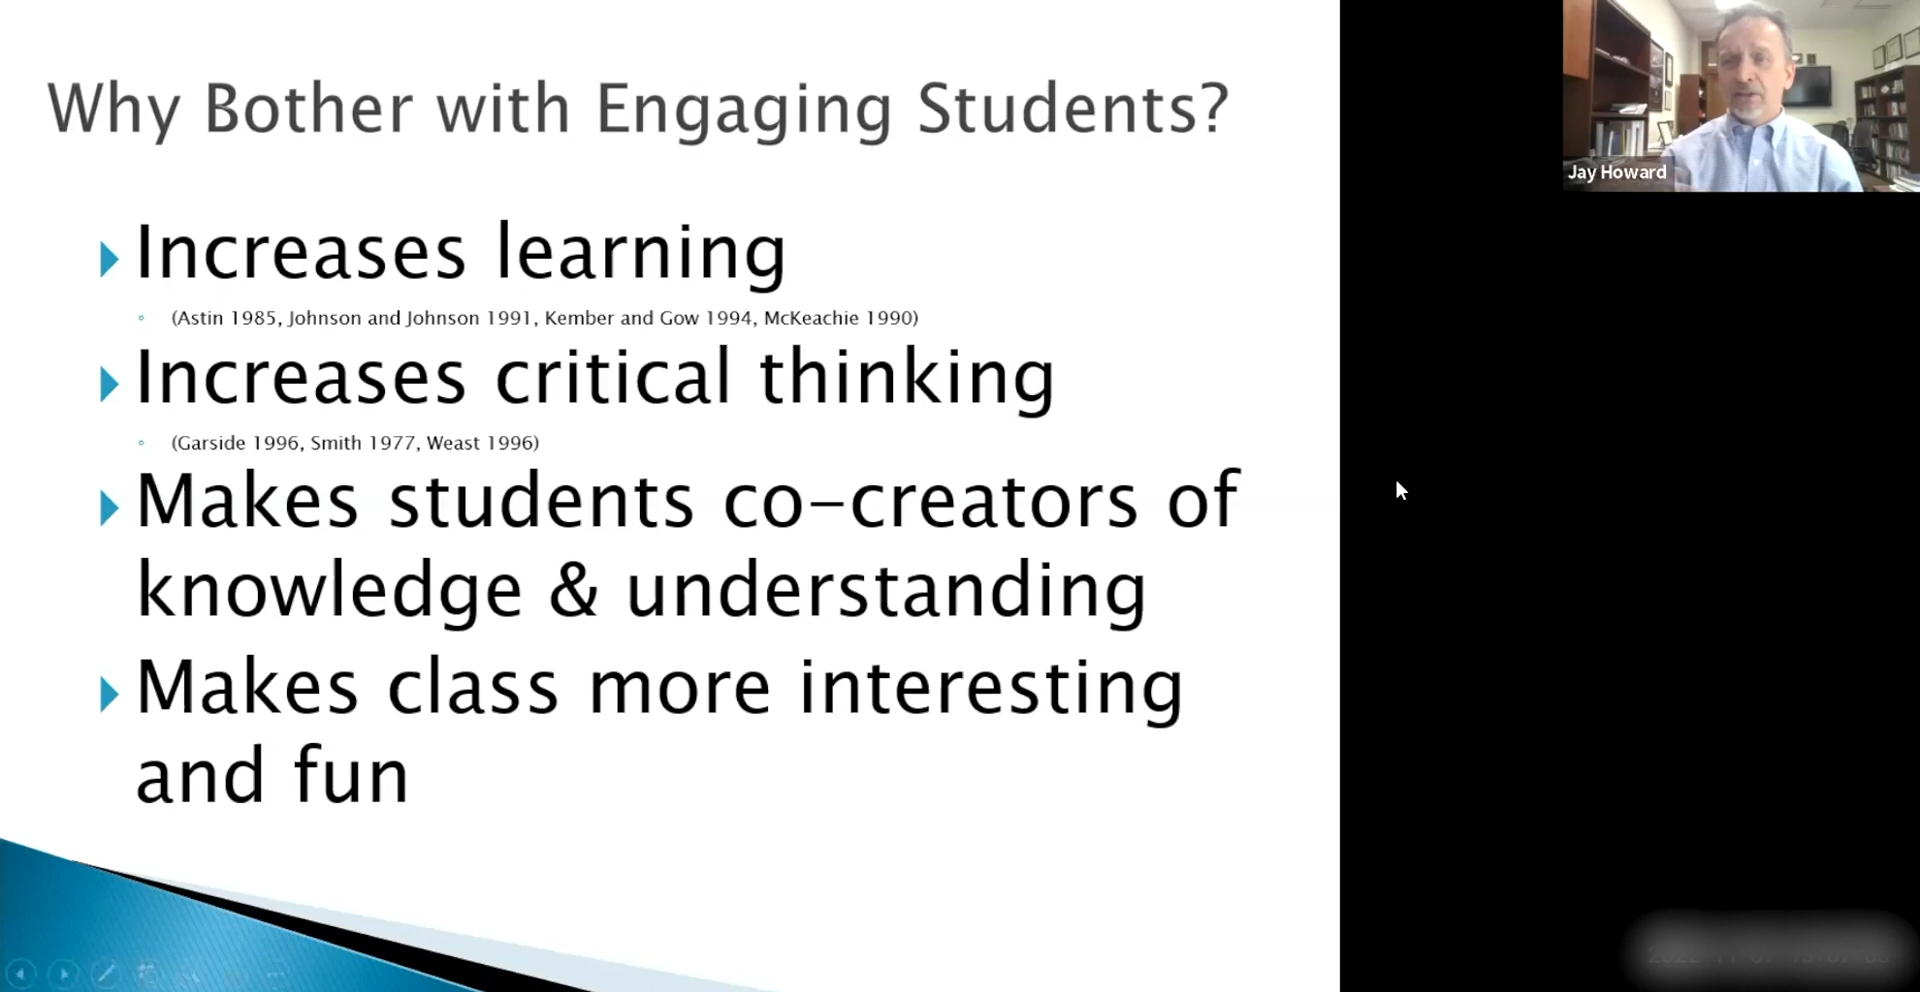 Why Bother with Engaging Students?
Increases learning
(Astin 1985, Johnson and Johnson 1991, Kember and Gow 1994, McKeachie 1990)
Increases critical thinking
(Garside 1996, Smith 1977, Weast 1996)
Makes students co-creators of
knowledge & understanding
Makes class more interesting
and fun
Jay Howard